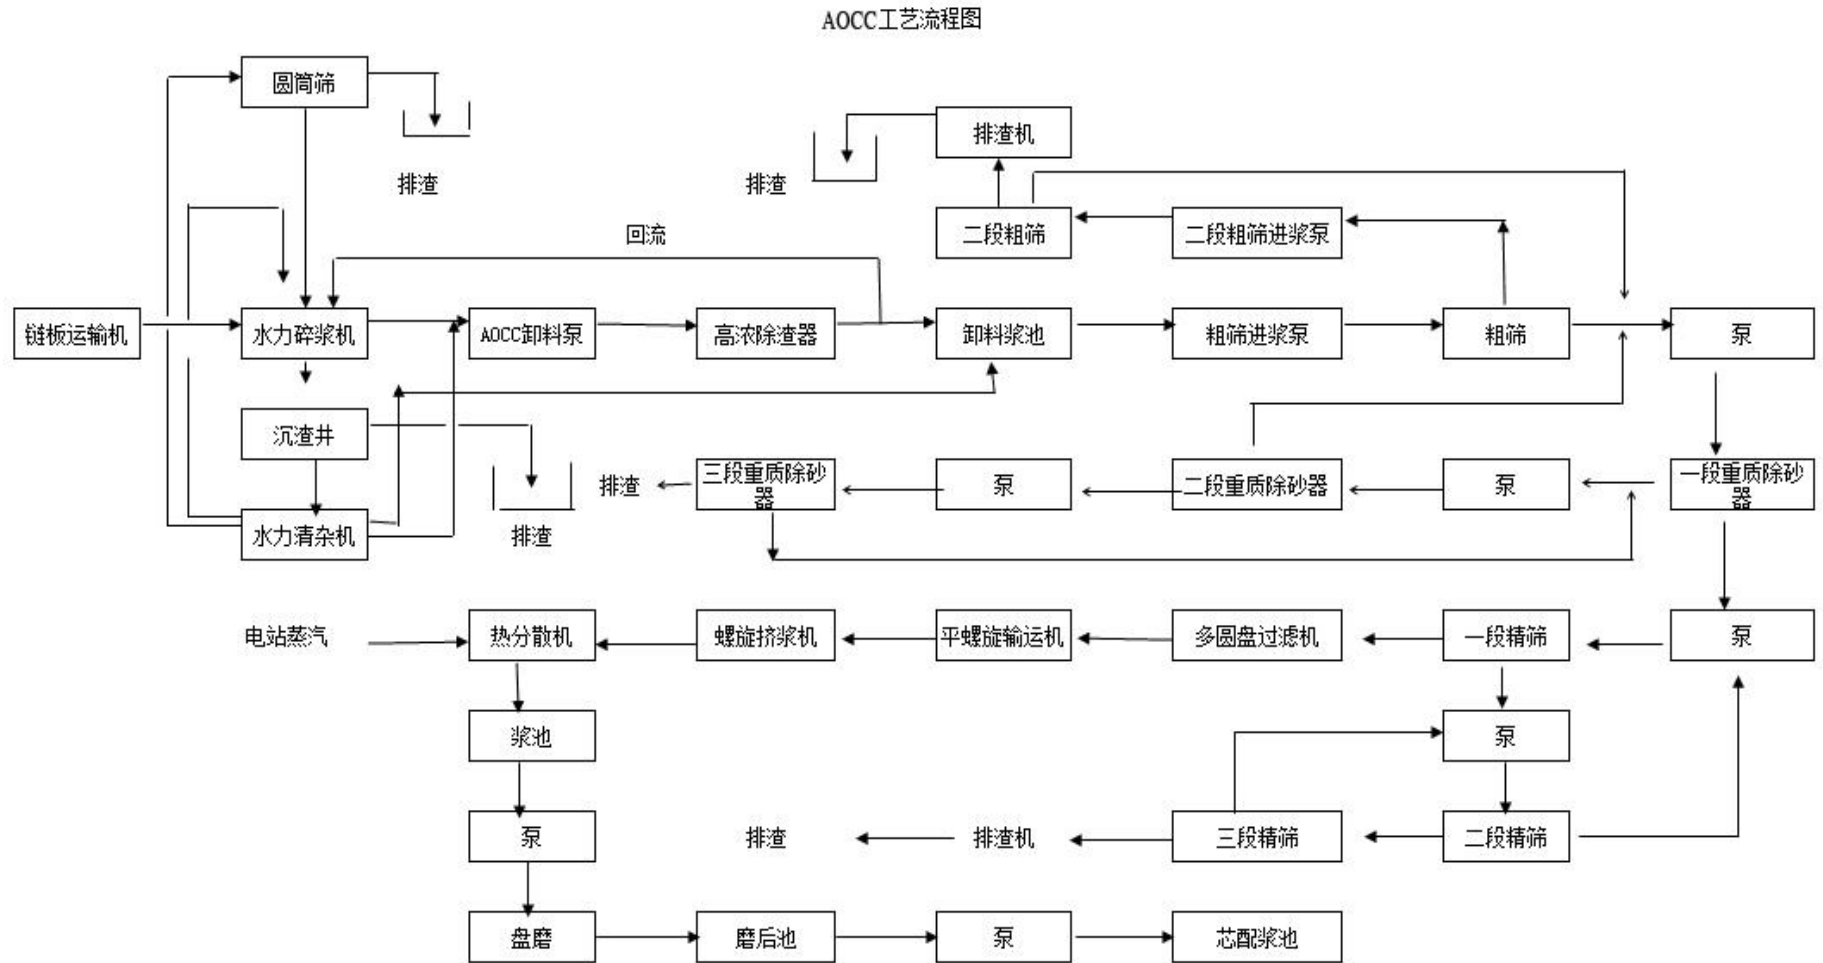 AOCC工艺流程图
圆筒筛
排渣机
排渣
排渣
二段粗筛
二段粗筛进浆泵
回流
链板运输机
水力碎浆机
AOCC卸料泵
高浓除渣器
卸料浆池
粗筛进浆泵
粗筛
泵
沉渣井
排渣
三段重质除砂
器
泵
二段重质除砂器
泵
一段重质除砂
器
水力清杂机
排渣
电站蒸汽
热分散机
螺旋挤浆机
平螺旋输运机
多圆盘过滤机
一段精筛
泵
浆池
泵
泵
排渣
排渣机
三段精筛
二段精筛
盘磨
磨后池
泵
芯配浆池